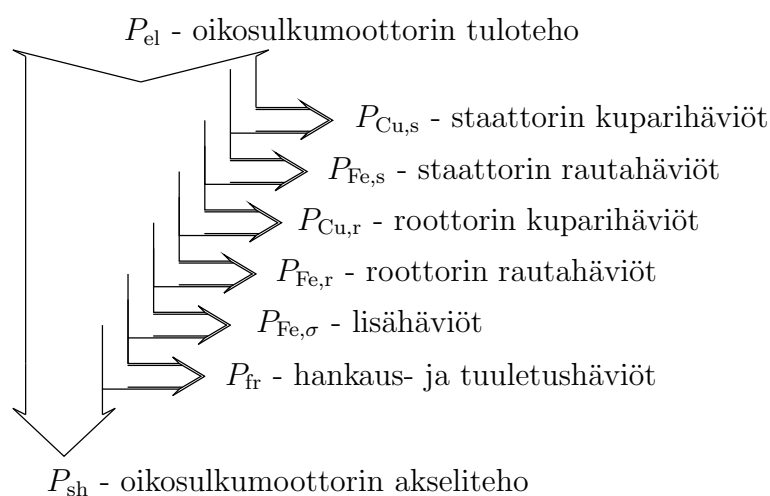 P_el - oikosulkumoottorin tuloteho
P_Cu,s - staattorin kuparihäviöt
P_Fe,s - staattorin rautahäviöt
P_Cu,r - roottorin kuparihäviöt
P_Fe,r - roottorin rautahäviöt
P_Fe,σ - lisähäviöt
P_fr - hankaus- ja tuuletushäviöt
P_sh - oikosulkumoottorin akseliteho